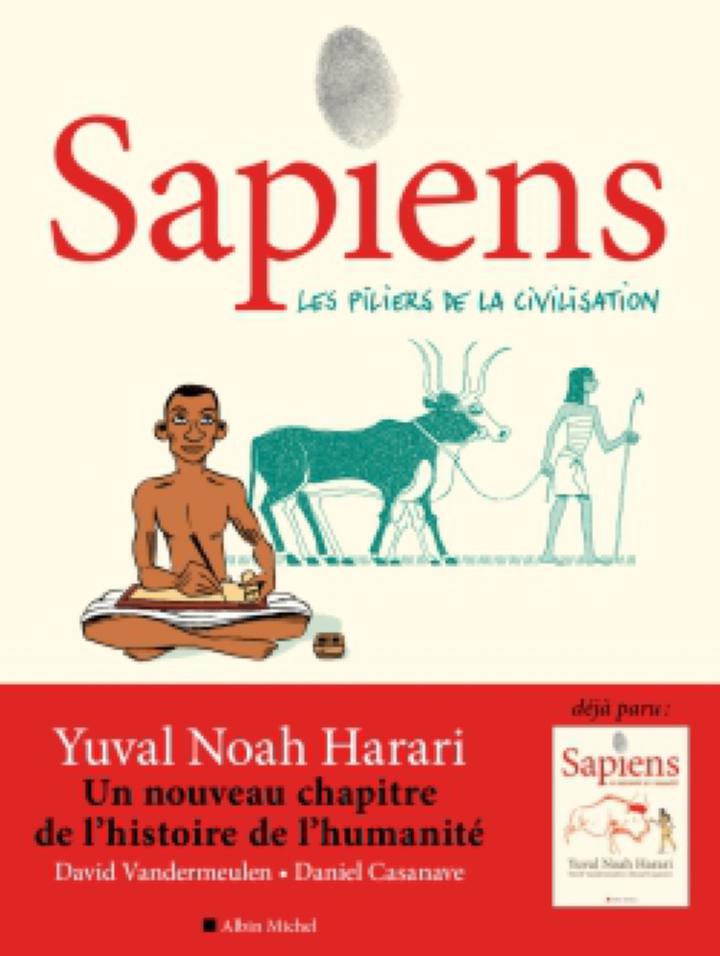 Sapiens
LES PILIERS DE LA CIVILISATION
Yuval Noah Harari
Un nouveau chapitre
de l'histoire de l'humanité
David Vandermeulen • Daniel Casanave
Albin Michel
déjà paru :
Sapiens
Yuval Noah Harari